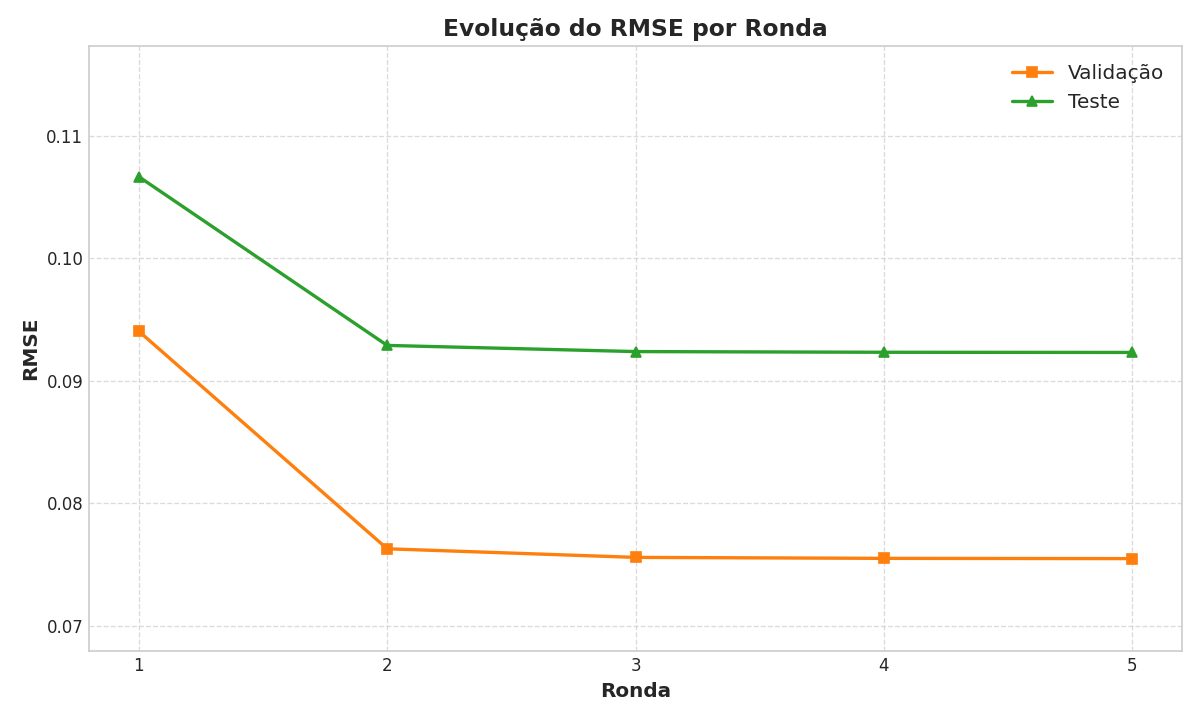 Evolução do RMSE por Ronda
Validação
Teste
RMSE
0.11
0.10
0.09
0.08
0.07
1 2 3 4 5
Ronda